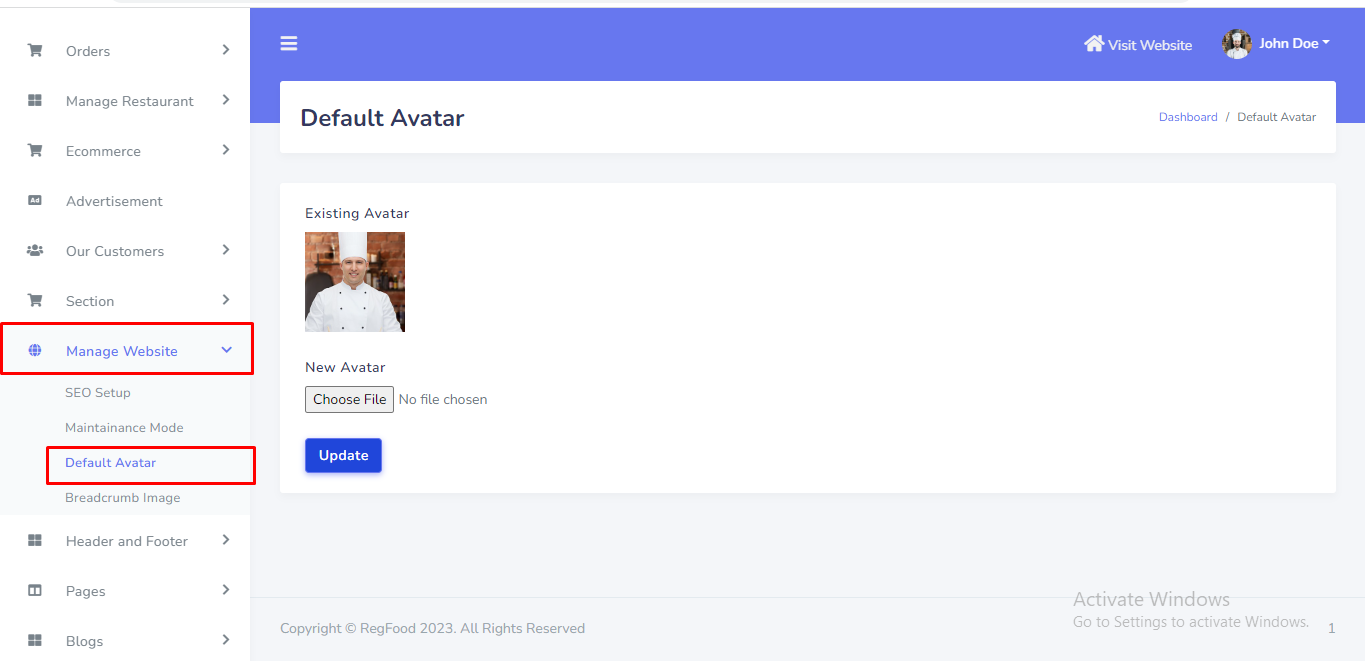 Orders
Manage Restaurant
Ecommerce
Ad
Advertisement
Our Customers
Section
Manage Website
SEO Setup
Maintainance Mode
Default Avatar
Breadcrumb Image
Header and Footer
Pages
Blogs
Visit Website
John Doe
Default Avatar
Dashboard / Default Avatar
Existing Avatar
New Avatar
Choose File No file chosen
Update
Activate Windows
Go to Settings to activate Windows.
Copyright © RegFood 2023. All Rights Reserved
1